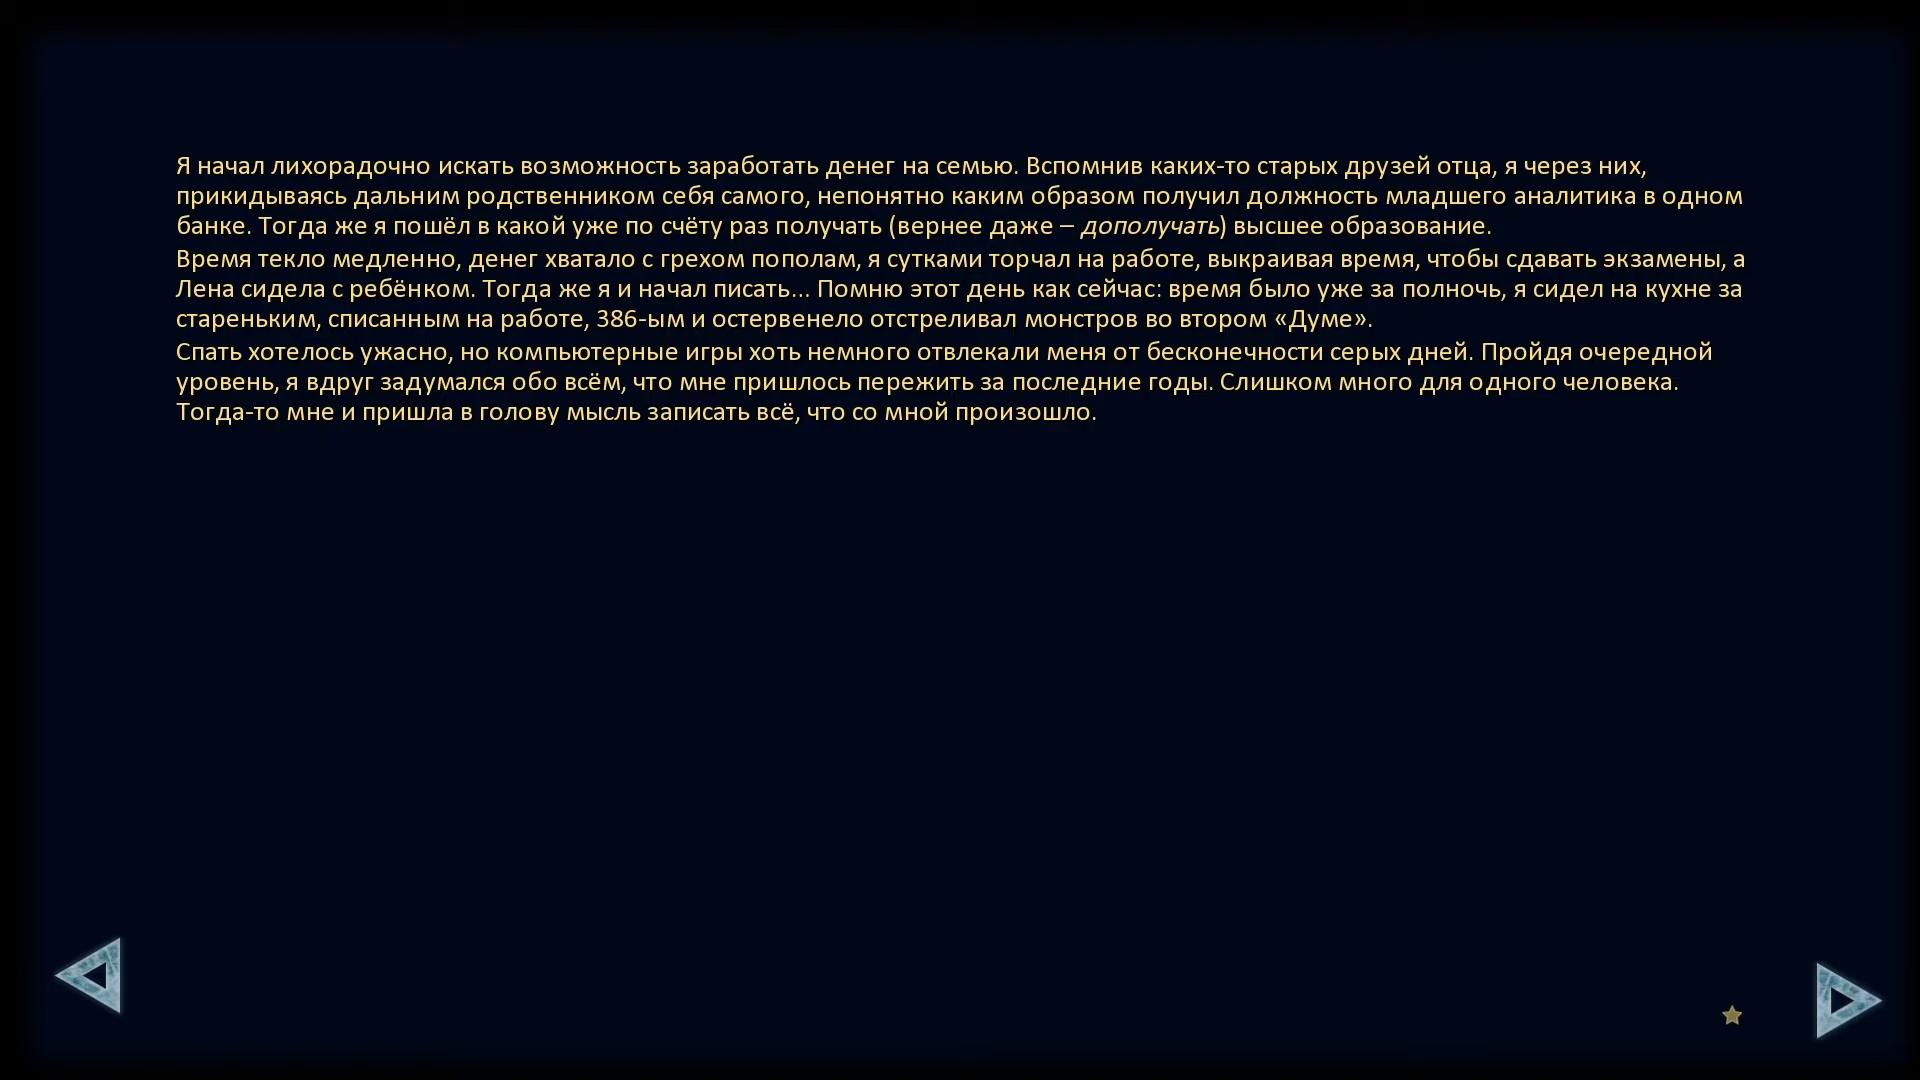 Я начал лихорадочно искать возможность заработать денег на семью. Вспомнив каких-то старых друзей отца, я через них,
прикидываясь дальним родственником себя самого, непонятно каким образом получил должность младшего аналитика в одном
банке. Тогда же я пошёл в какой уже по счёту раз получать (вернее даже – дополучать) высшее образование.
Время текло медленно, денег хватало с грехом пополам, я сутками торчал на работе, выкраивая время, чтобы сдавать экзамены, а
Лена сидела с ребёнком. Тогда же я и начал писать... Помню этот день как сейчас: время было уже за полночь, я сидел на кухне за
стареньким, списанным на работе, 386-ым и остервенело отстреливал монстров во втором «Думе».
Спать хотелось ужасно, но компьютерные игры хоть немного отвлекали меня от бесконечности серых дней. Пройдя очередной
уровень, я вдруг задумался обо всём, что мне пришлось пережить за последние годы. Слишком много для одного человека.
Тогда-то мне и пришла в голову мысль записать всё, что со мной произошло.